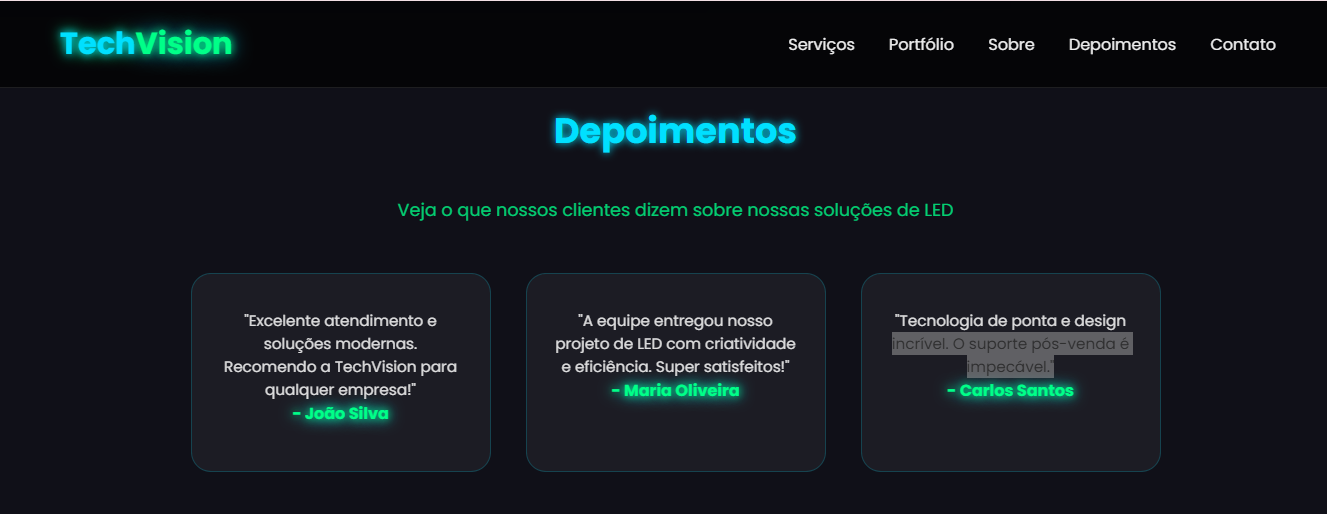 TechVision
Serviços Portfólio Sobre Depoimentos Contato
Depoimentos
Veja o que nossos clientes dizem sobre nossas soluções de LED
"Excelente atendimento e
soluções modernas.
Recomendo a TechVision para
qualquer empresa!"
- João Silva
"A equipe entregou nosso
projeto de LED com criatividade
e eficiência. Super satisfeitos!"
- Maria Oliveira
"Tecnologia de ponta e design
incrível. O suporte pós-venda é
impecável."
- Carlos Santos